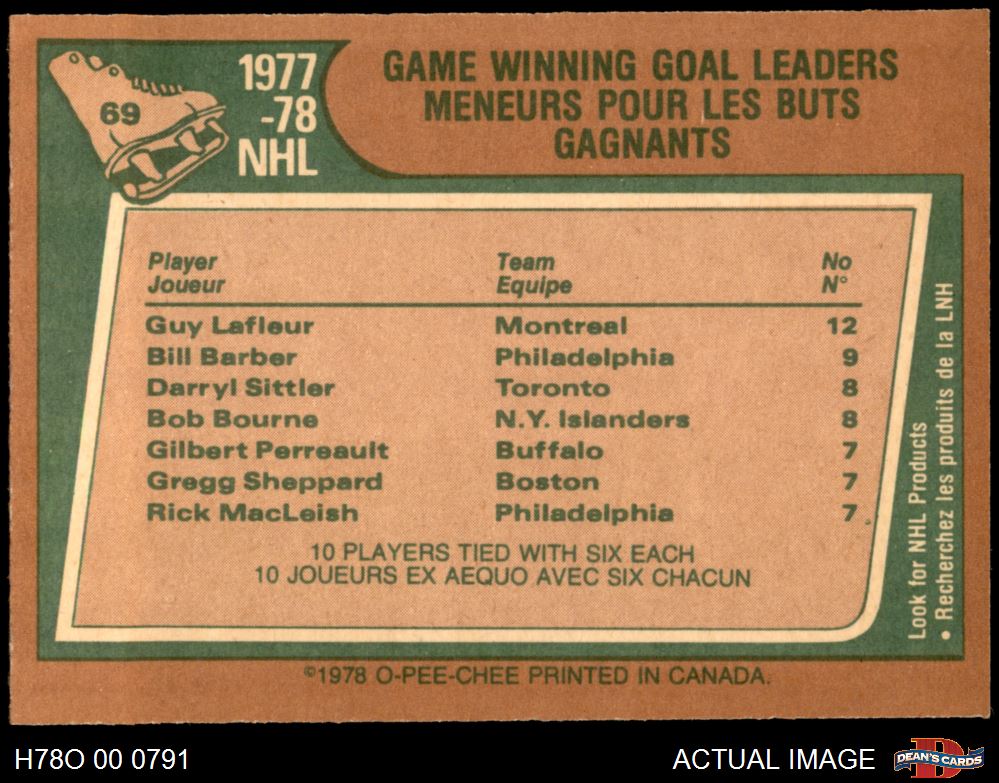 69
1977
-78
NHL
GAME WINNING GOAL LEADERS
MENEURS POUR LES BUTS
GAGNANTS
Player Team No
Joueur Equipe N°
Guy Lafleur Montreal 12
Bill Barber Philadelphia 9
Darryl Sittler Toronto 8
Bob Bourne N.Y. Islanders 8
Gilbert Perreault Buffalo 7
Gregg Sheppard Boston 7
Rick MacLeish Philadelphia 7
10 PLAYERS TIED WITH SIX EACH
10 JOUEURS EX AEQUO AVEC SIX CHACUN
Look for NHL Products
• Recherchez les produits de la LNH
©1978 O-PEE-CHEE PRINTED IN CANADA.
H78O 00 0791
ACTUAL IMAGE
D
DEAN'S CARDS